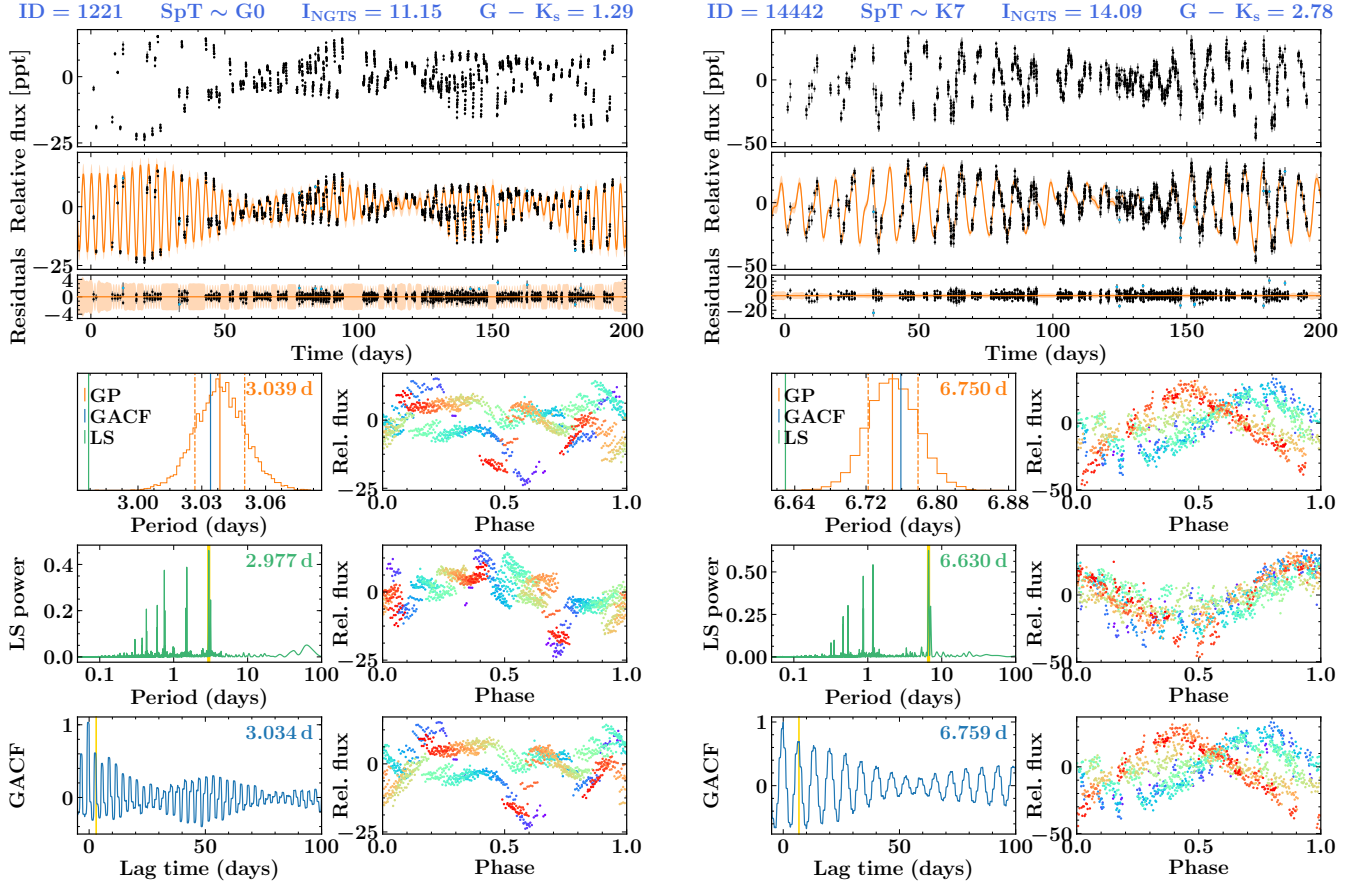 ID = 1221 SpT ~ G0 I_NGTS = 11.15 G − K_s = 1.29
0
−25
Relative flux [ppt]
0
−25
4
0
−4
Residuals
0 50 100 150 200
Time (days)
GP
GACF
LS
3.039 d
3.00 3.03 3.06
Period (days)
0
−25
Rel. flux
0.0 0.5 1.0
Phase
0.4
0.2
0.0
LS power
2.977 d
0.1 1 10 100
Period (days)
0
−25
Rel. flux
0.0 0.5 1.0
Phase
1
0
GACF
3.034 d
0 50 100
Lag time (days)
0
−25
Rel. flux
0.0 0.5 1.0
Phase
ID = 14442 SpT ~ K7 I_NGTS = 14.09 G − K_s = 2.78
0
−50
Relative flux [ppt]
0
−50
20
0
−20
Residuals
0 50 100 150 200
Time (days)
GP
GACF
LS
6.750 d
6.64 6.72 6.80 6.88
Period (days)
0
−50
Rel. flux
0.0 0.5 1.0
Phase
0.50
0.25
0.00
LS power
6.630 d
0.1 1 10 100
Period (days)
0
−50
Rel. flux
0.0 0.5 1.0
Phase
1
0
GACF
6.759 d
0 50 100
Lag time (days)
0
−50
Rel. flux
0.0 0.5 1.0
Phase